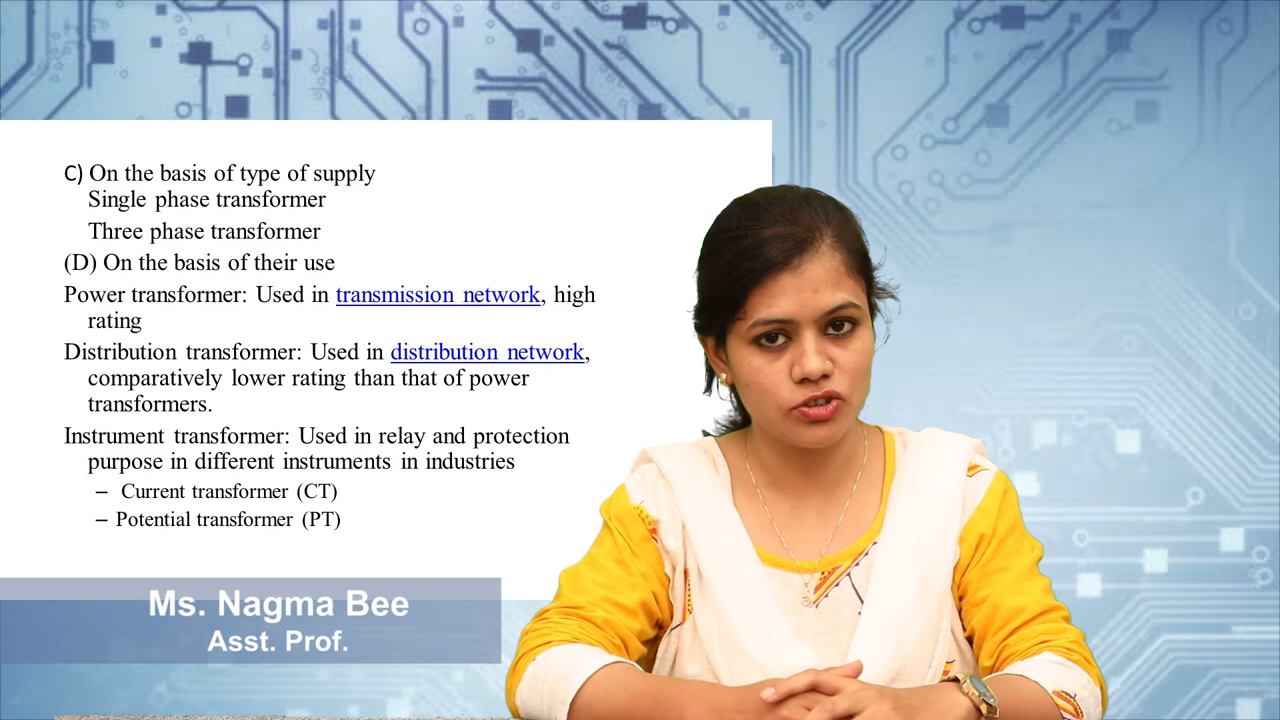 C) On the basis of type of supply
Single phase transformer
Three phase transformer
(D) On the basis of their use
Power transformer: Used in transmission network, high
rating
Distribution transformer: Used in distribution network,
comparatively lower rating than that of power
transformers.
Instrument transformer: Used in relay and protection
purpose in different instruments in industries
– Current transformer (CT)
– Potential transformer (PT)
Ms. Nagma Bee
Asst. Prof.